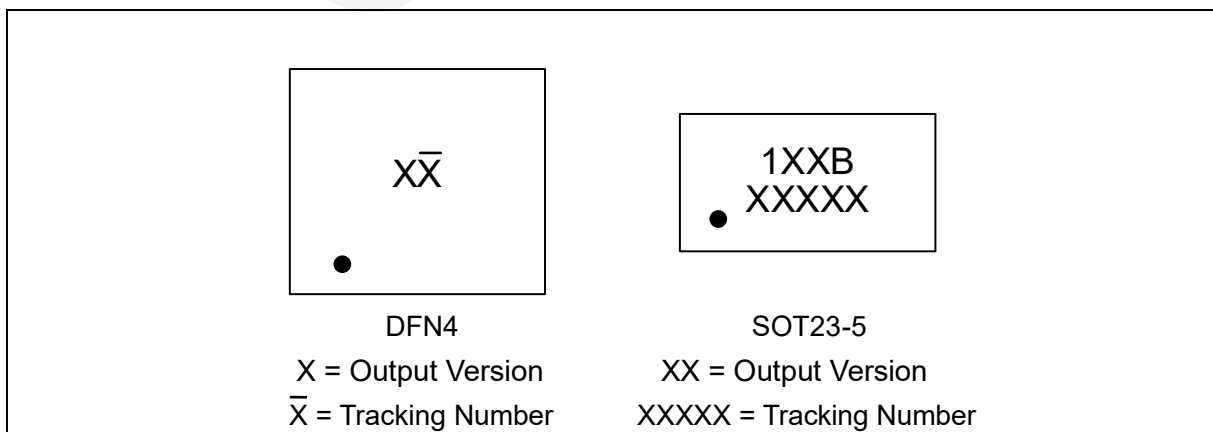 XX̅
1XXB
XXXXX
DFN4
SOT23-5
X = Output Version
XX = Output Version
X̅ = Tracking Number
XXXXX = Tracking Number